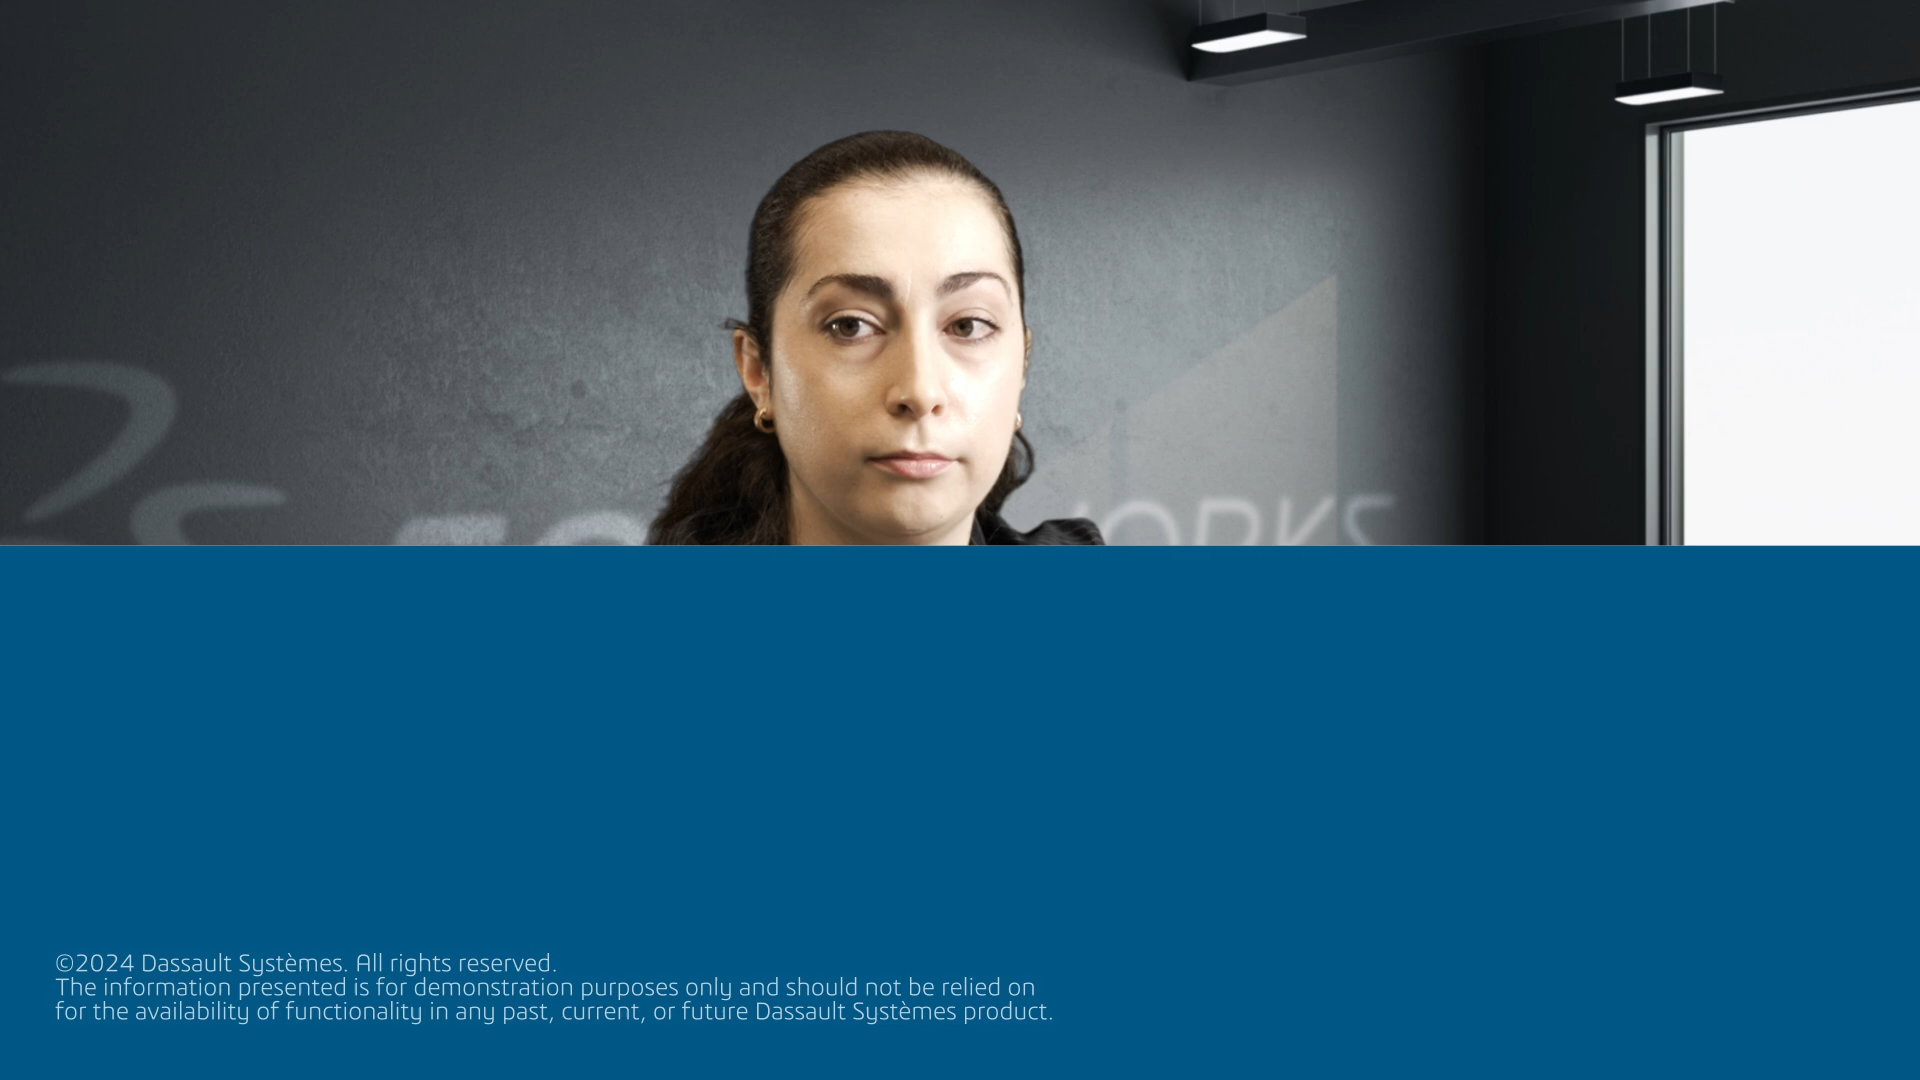 ©2024 Dassault Systèmes. All rights reserved.
The information presented is for demonstration purposes only and should not be relied on
for the availability of functionality in any past, current, or future Dassault Systèmes product.